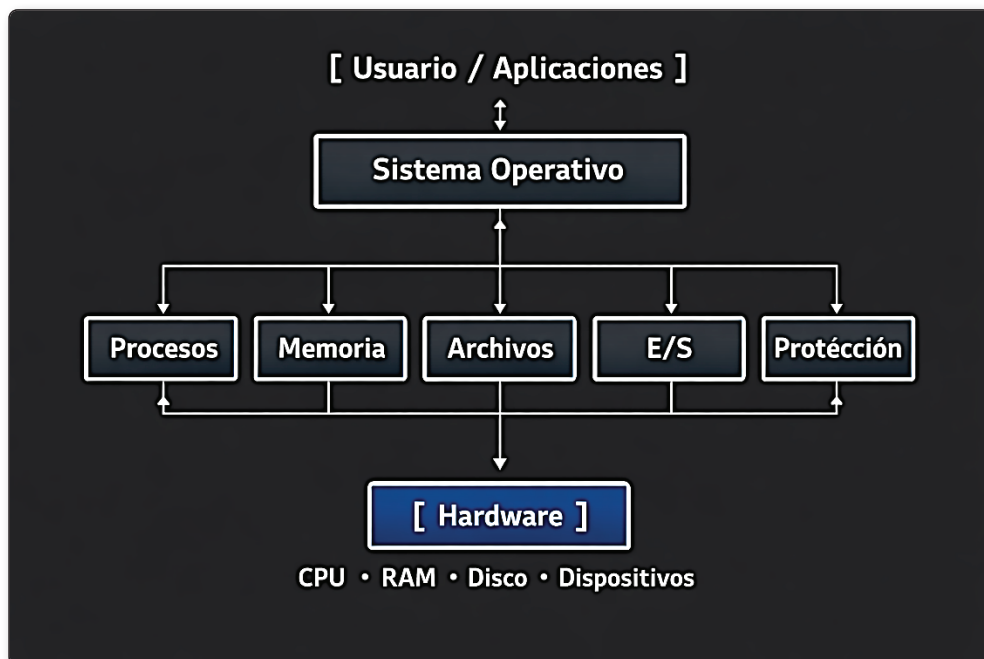 [ Usuario / Aplicaciones ]
Sistema Operativo
Procesos Memoria Archivos E/S Protécción
[ Hardware ]
CPU • RAM • Disco • Dispositivos